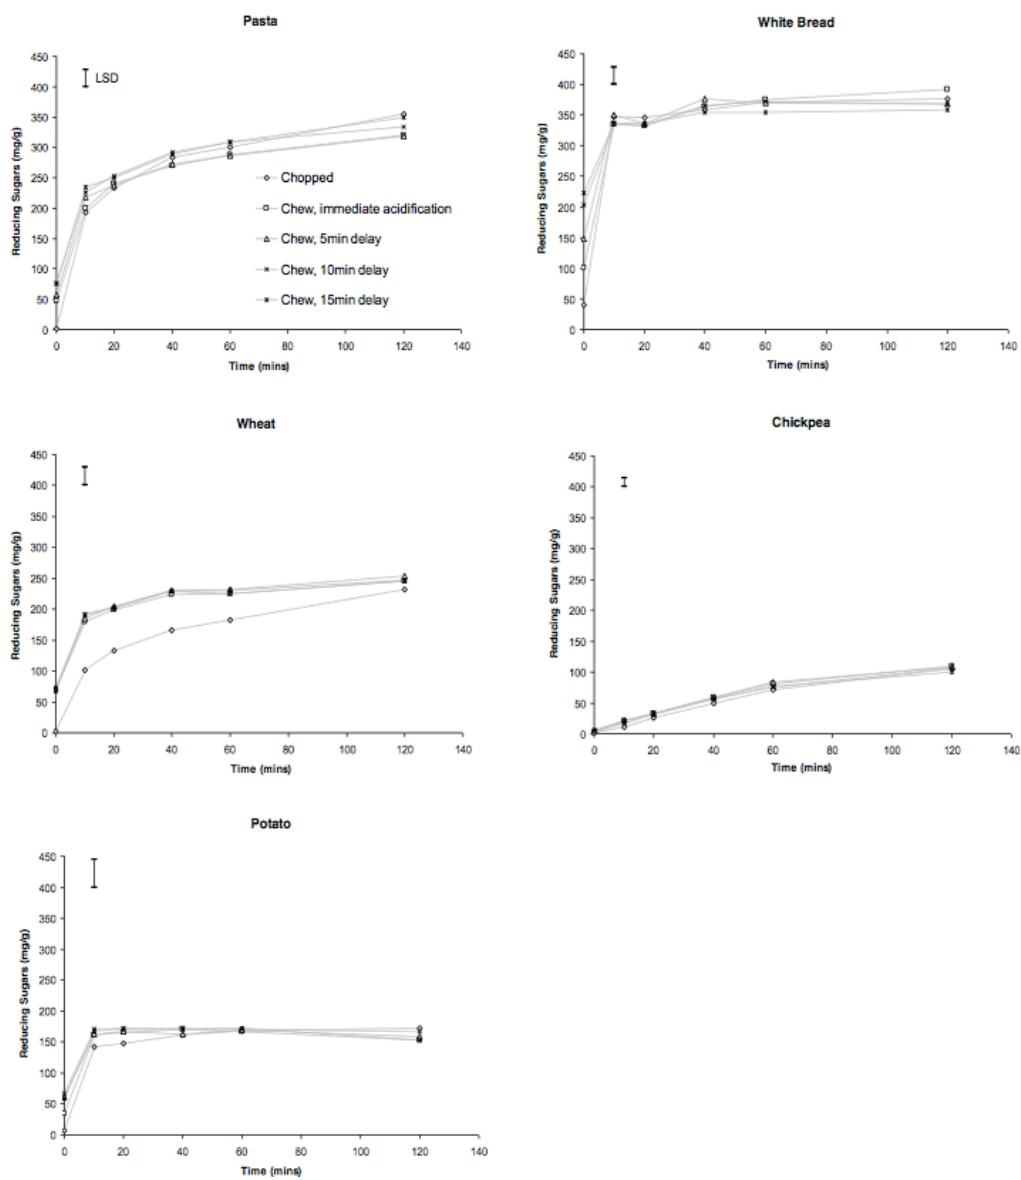 Pasta
450
400
350
300
250
200
150
100
50
0
Reducing Sugars (mg/g)
LSD
Chopped
Chew, immediate acidification
Chew, 5min delay
Chew, 10min delay
Chew, 15min delay
0 20 40 60 80 100 120 140
Time (mins)
White Bread
450
400
350
300
250
200
150
100
50
0
Reducing Sugars (mg/g)
0 20 40 60 80 100 120 140
Time (mins)
Wheat
450
400
350
300
250
200
150
100
50
0
Reducing Sugars (mg/g)
0 20 40 60 80 100 120 140
Time (mins)
Chickpea
450
400
350
300
250
200
150
100
50
0
Reducing Sugars (mg/g)
0 20 40 60 80 100 120 140
Time (mins)
Potato
450
400
350
300
250
200
150
100
50
0
Reducing Sugars (mg/g)
0 20 40 60 80 100 120 140
Time (mins)